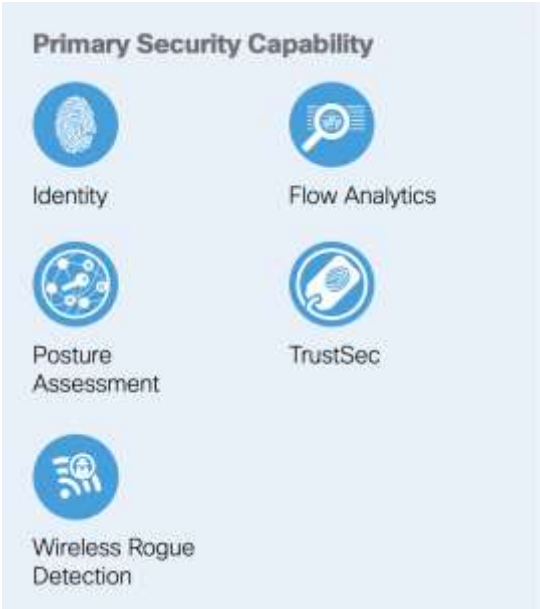 Primary Security Capability
Identity
Flow Analytics
Posture
Assessment
TrustSec
Wireless Rogue
Detection